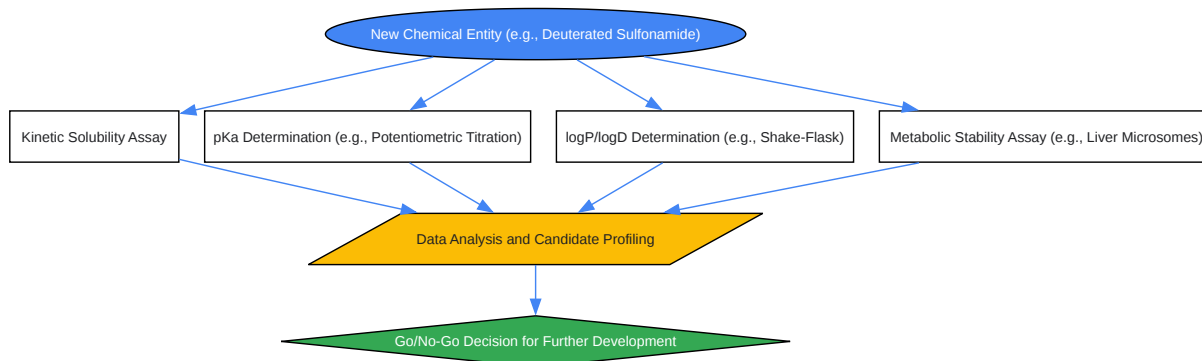 New Chemical Entity (e.g., Deuterated Sulfonamide)
Kinetic Solubility Assay
pKa Determination (e.g., Potentiometric Titration)
logP/logD Determination (e.g., Shake-Flask)
Metabolic Stability Assay (e.g., Liver Microsomes)
Data Analysis and Candidate Profiling
Go/No-Go Decision for Further Development